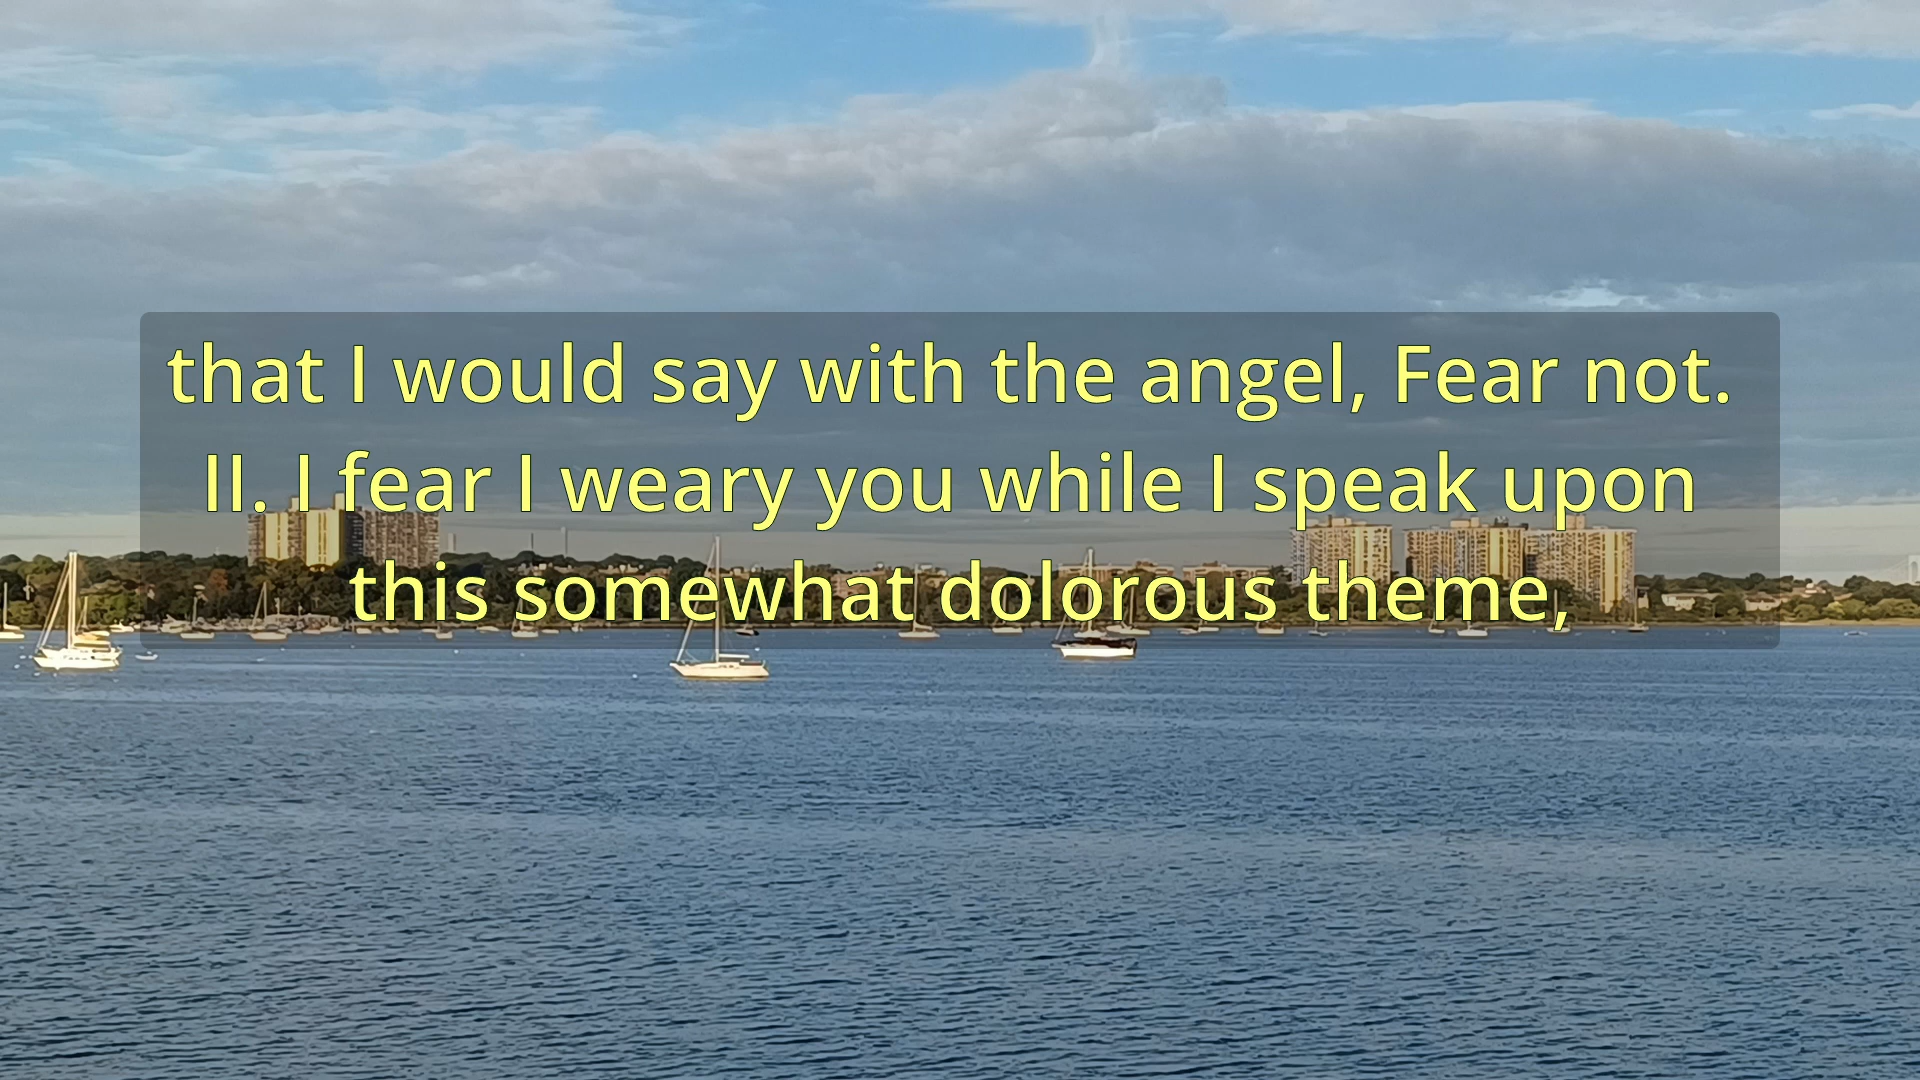 that I would say with the angel, Fear not.
II. I fear I weary you while I speak upon
this somewhat dolorous theme,